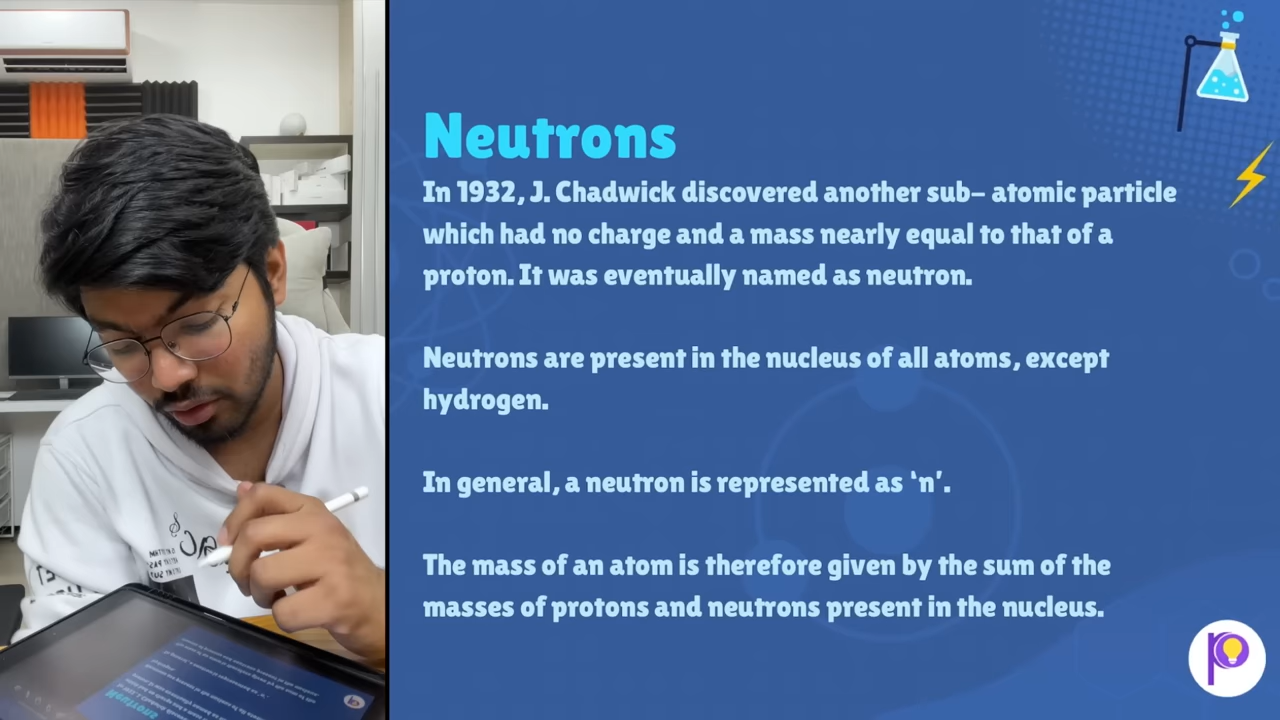 Neutrons
In 1932, J. Chadwick discovered another sub- atomic particle
which had no charge and a mass nearly equal to that of a
proton. It was eventually named as neutron.
Neutrons are present in the nucleus of all atoms, except
hydrogen.
In general, a neutron is represented as ‘n’.
The mass of an atom is therefore given by the sum of the
masses of protons and neutrons present in the nucleus.